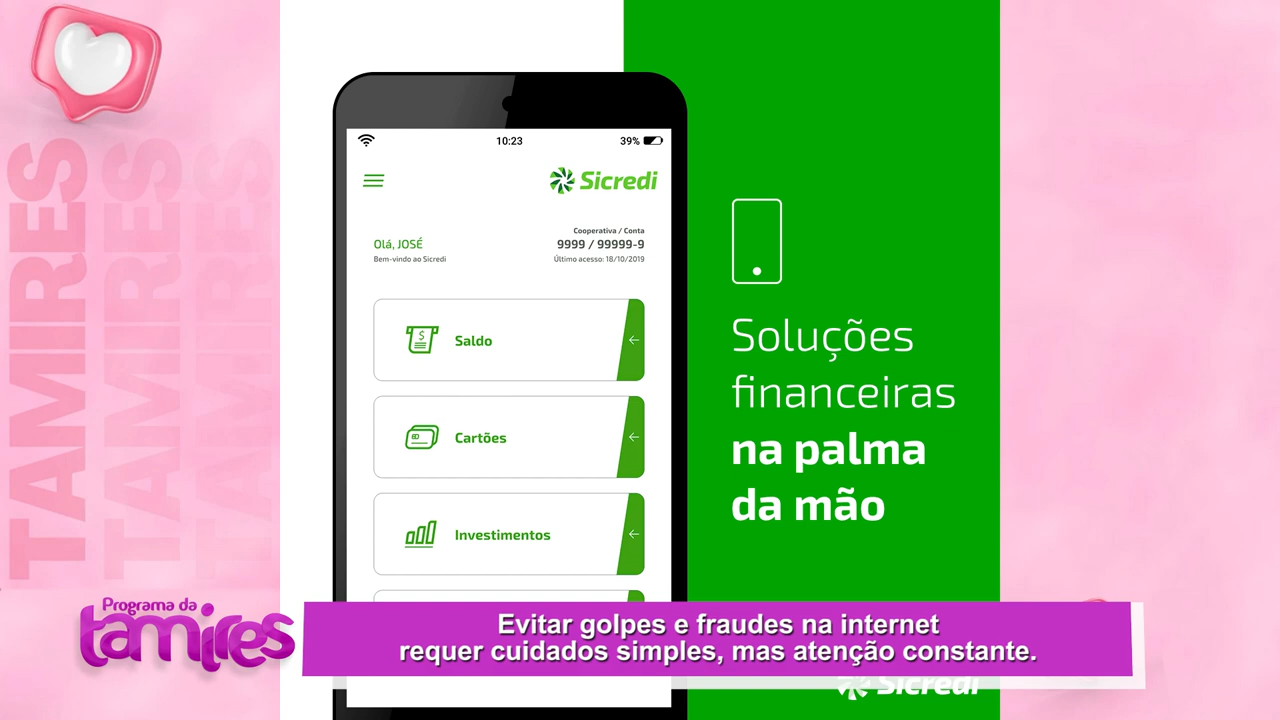 TAMIRES
TAMIRES
TAMIRES
10:23
39%
Sicredi
Cooperativa / Conta
Olá, JOSÉ
9999 / 99999-9
Bem-vindo ao Sicredi
Último acesso: 18/10/2019
Saldo
Cartões
Investimentos
Soluções
financeiras
na palma
da mão
Programa da
tamires
Evitar golpes e fraudes na internet
requer cuidados simples, mas atenção constante.
Sicredi